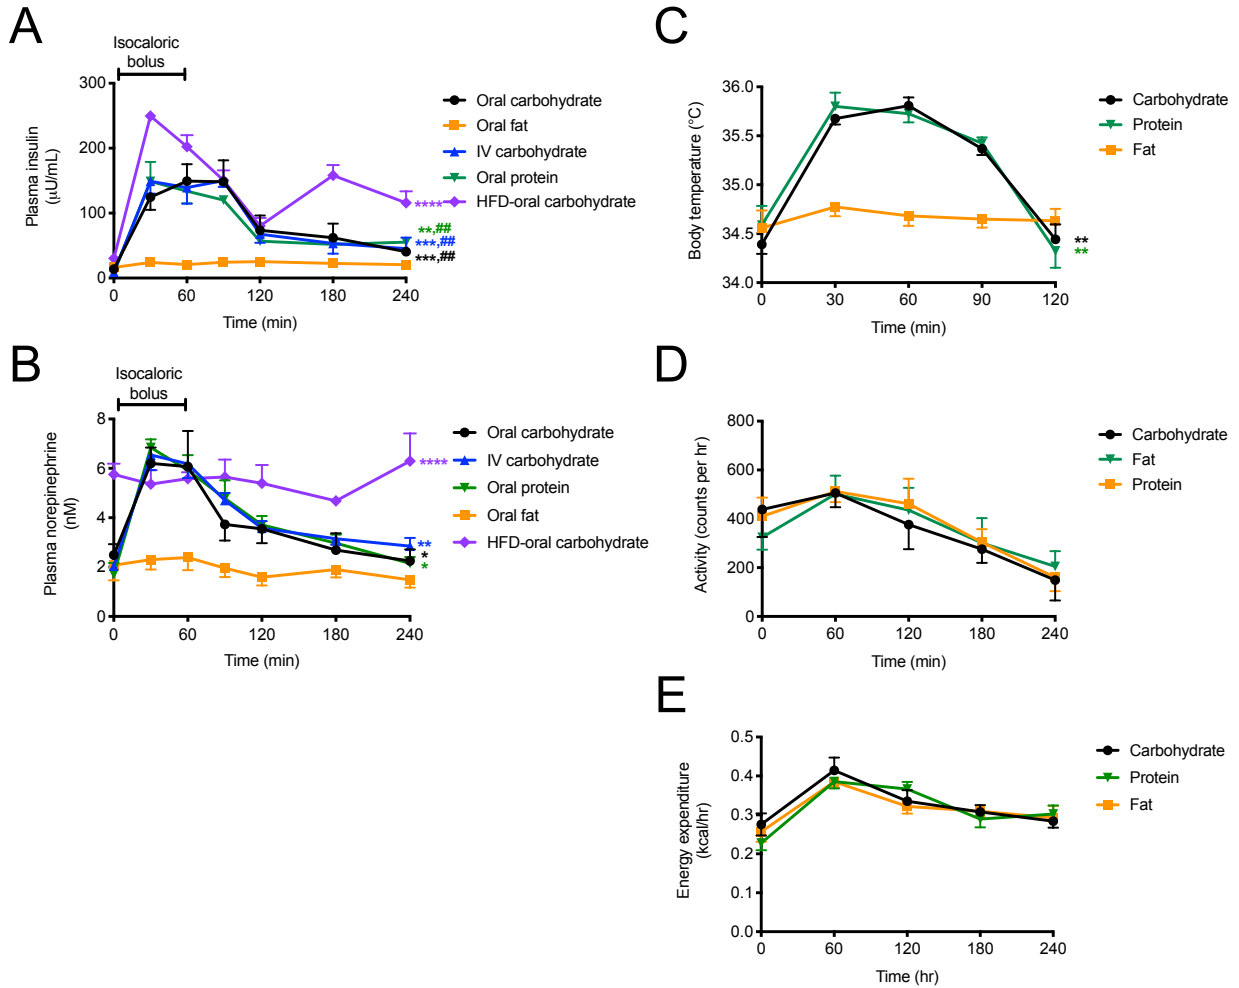 A
Isocaloric
bolus
300
200
100
0
Plasma insulin
(μU/mL)
0
60
120
180
240
Time (min)
Oral carbohydrate
Oral fat
IV carbohydrate
Oral protein
HFD-oral carbohydrate
****
**,##
***,##
***,##
B
Isocaloric
bolus
8
6
4
2
0
Plasma norepinephrine
(nM)
0
60
120
180
240
Time (min)
Oral carbohydrate
IV carbohydrate
Oral protein
Oral fat
HFD-oral carbohydrate
****
**
*
*
C
36.0
35.5
35.0
34.5
34.0
Body temperature (°C)
0
30
60
90
120
Time (min)
Carbohydrate
Protein
Fat
**
**
D
800
600
400
200
0
Activity (counts per hr)
0
60
120
180
240
Time (min)
Carbohydrate
Fat
Protein
E
0.5
0.4
0.3
0.2
0.1
0.0
Energy expenditure
(kcal/hr)
0
60
120
180
240
Time (hr)
Carbohydrate
Protein
Fat